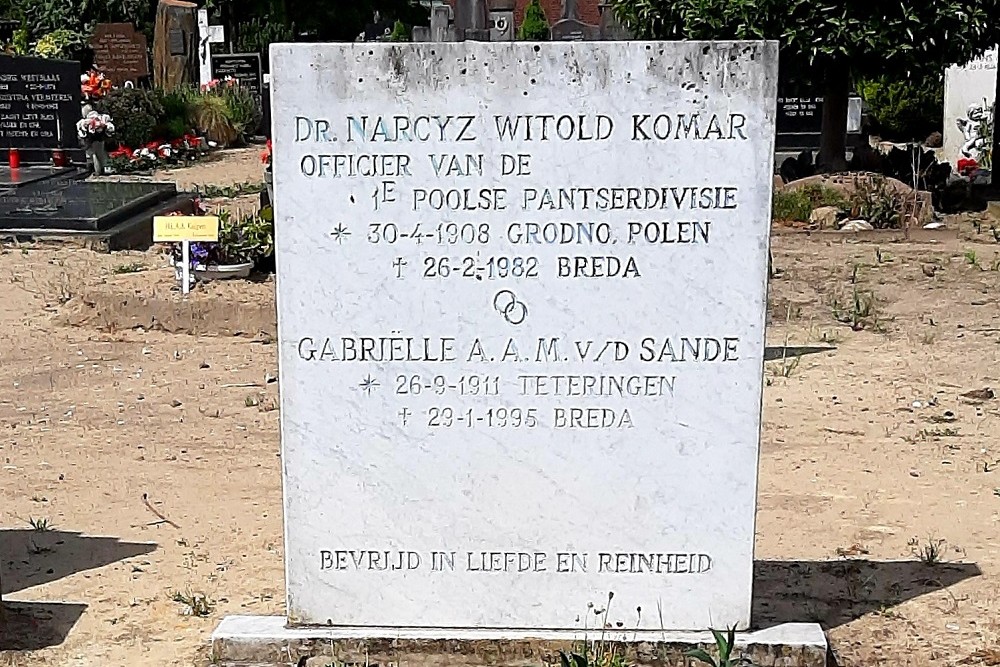 DR. NARCYZ WITOLD KOMAR
OFFICIER VAN DE
1E POOLSE PANTSERDIVISIE
* 30-4-1908 GRODNO, POLEN
† 26-2-1982 BREDA
GABRIËLLE A. A. M. V/D SANDE
* 26-9-1911 TETERINGEN
† 29-1-1995 BREDA
BEVRIJD IN LIEFDE EN REINHEID